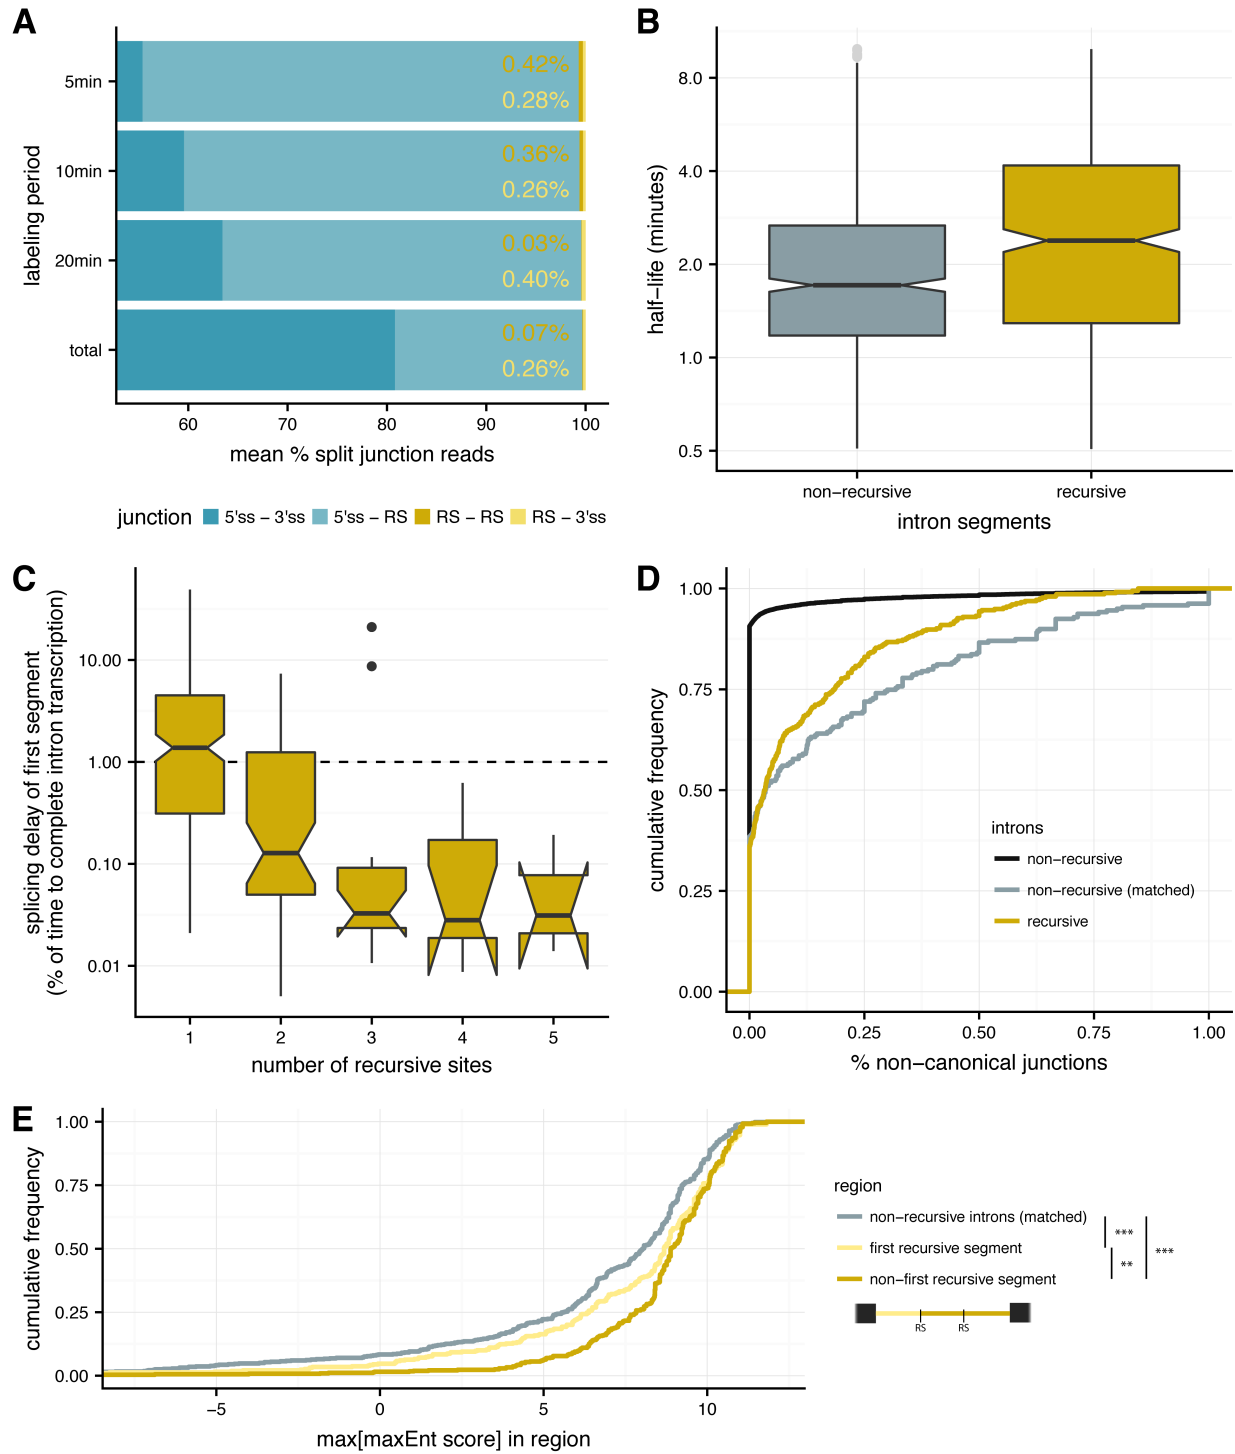 A
5min
10min
20min
total
labeling period
0.42%
0.28%
0.36%
0.26%
0.03%
0.40%
0.07%
0.26%
60 70 80 90 100
mean % split junction reads
junction 5'ss − 3'ss 5'ss − RS RS − RS RS − 3'ss
B
8.0
4.0
2.0
1.0
0.5
half−life (minutes)
non−recursive recursive
intron segments
C
splicing delay of first segment
(% of time to complete intron transcription)
10.00
1.00
0.10
0.01
1 2 3 4 5
number of recursive sites
D
1.00
0.75
0.50
0.25
0.00
cumulative frequency
introns
non−recursive
non−recursive (matched)
recursive
0.00 0.25 0.50 0.75 1.00
% non−canonical junctions
E
1.00
0.75
0.50
0.25
0.00
cumulative frequency
−5 0 5 10
max[maxEnt score] in region
region
non−recursive introns (matched)
first recursive segment
non−first recursive segment
***
**
***
RS RS